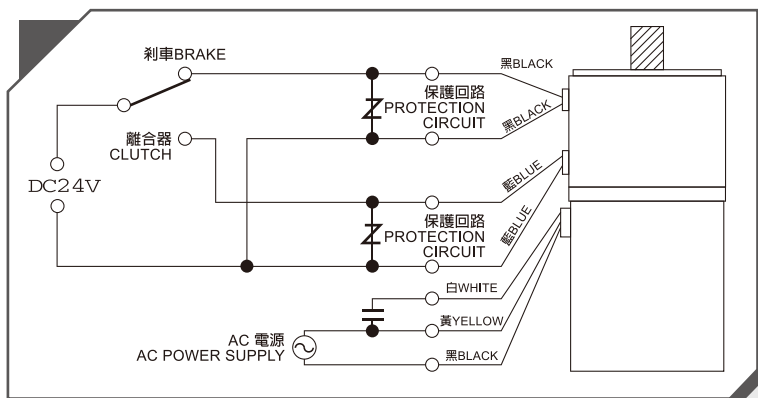 剎車BRAKE
黑BLACK
保護回路
PROTECTION
CIRCUIT
黑BLACK
離合器
CLUTCH
DC24V
藍BLUE
保護回路
PROTECTION
CIRCUIT
藍BLUE
白WHITE
黃YELLOW
AC 電源
AC POWER SUPPLY
黑BLACK